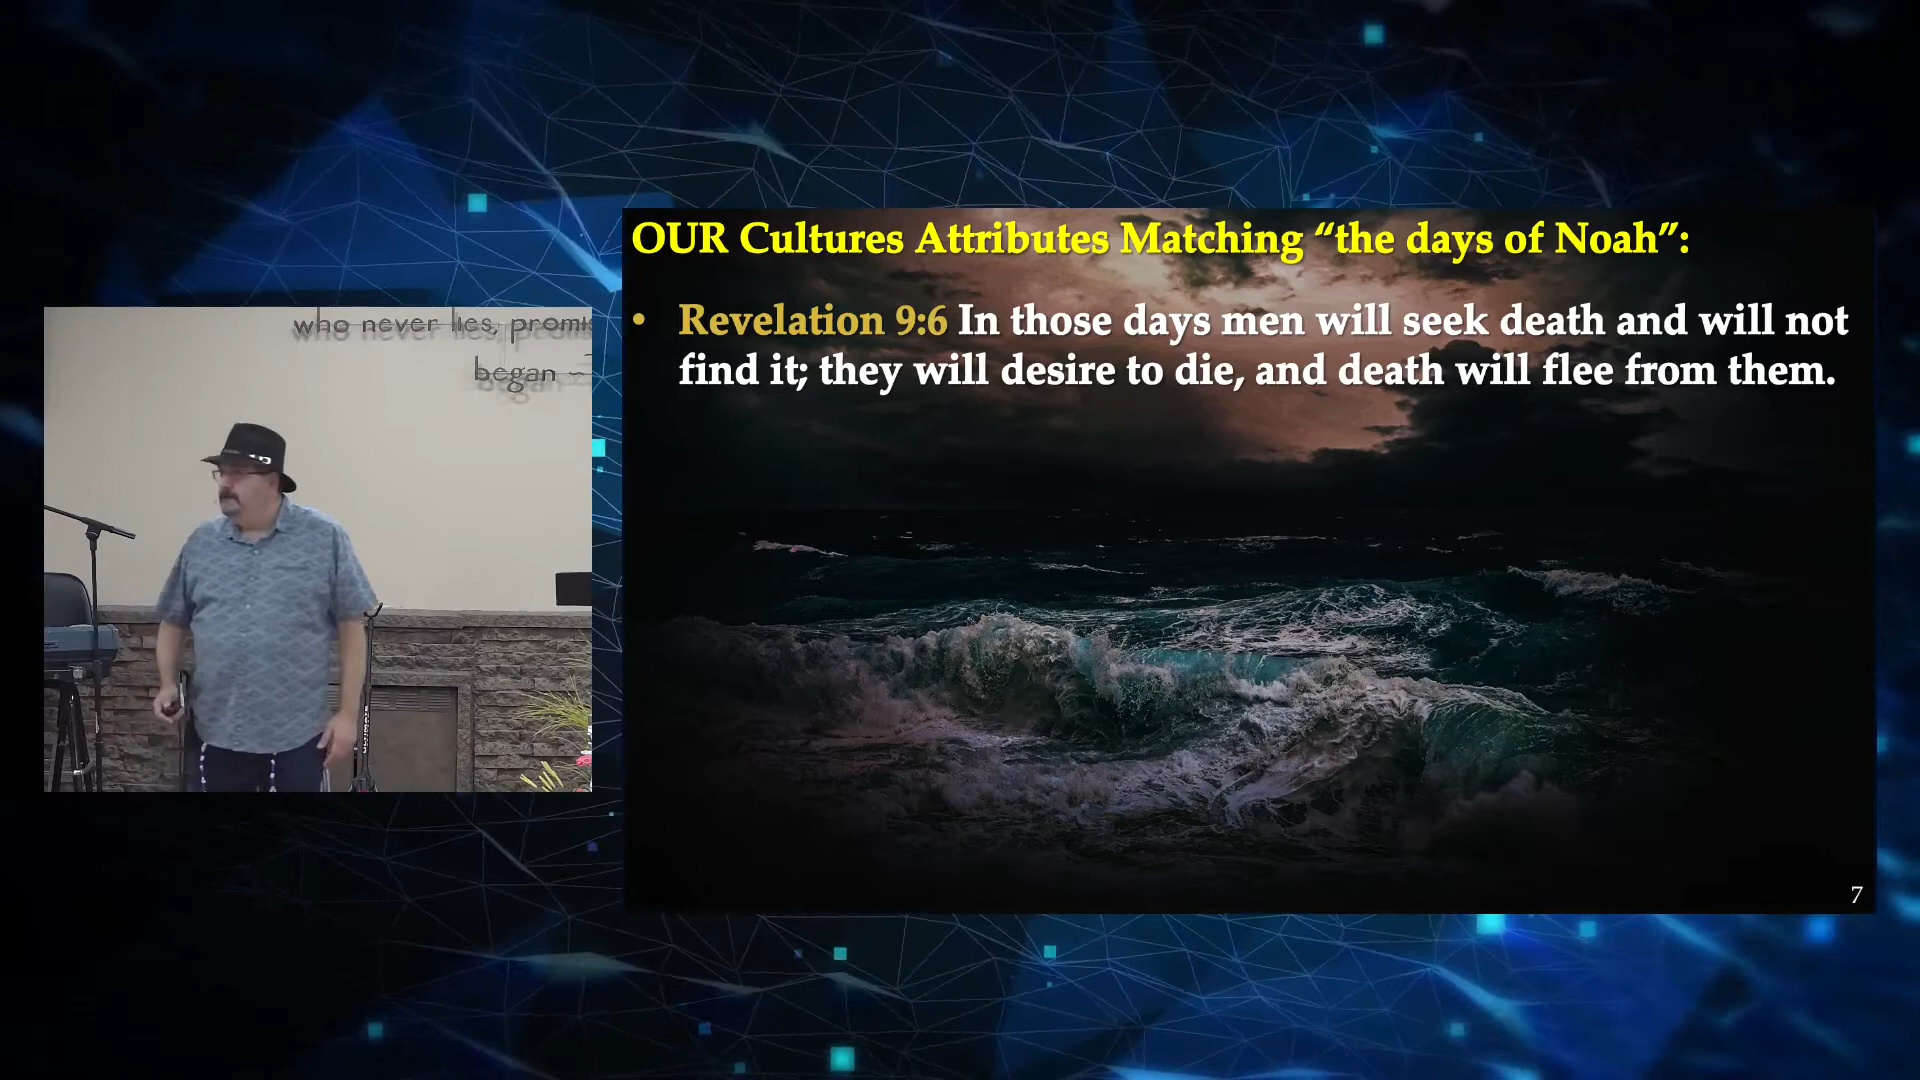 who never lies,
began ~
OUR Cultures Attributes Matching “the days of Noah”:
• Revelation 9:6 In those days men will seek death and will not
find it; they will desire to die, and death will flee from them.
7